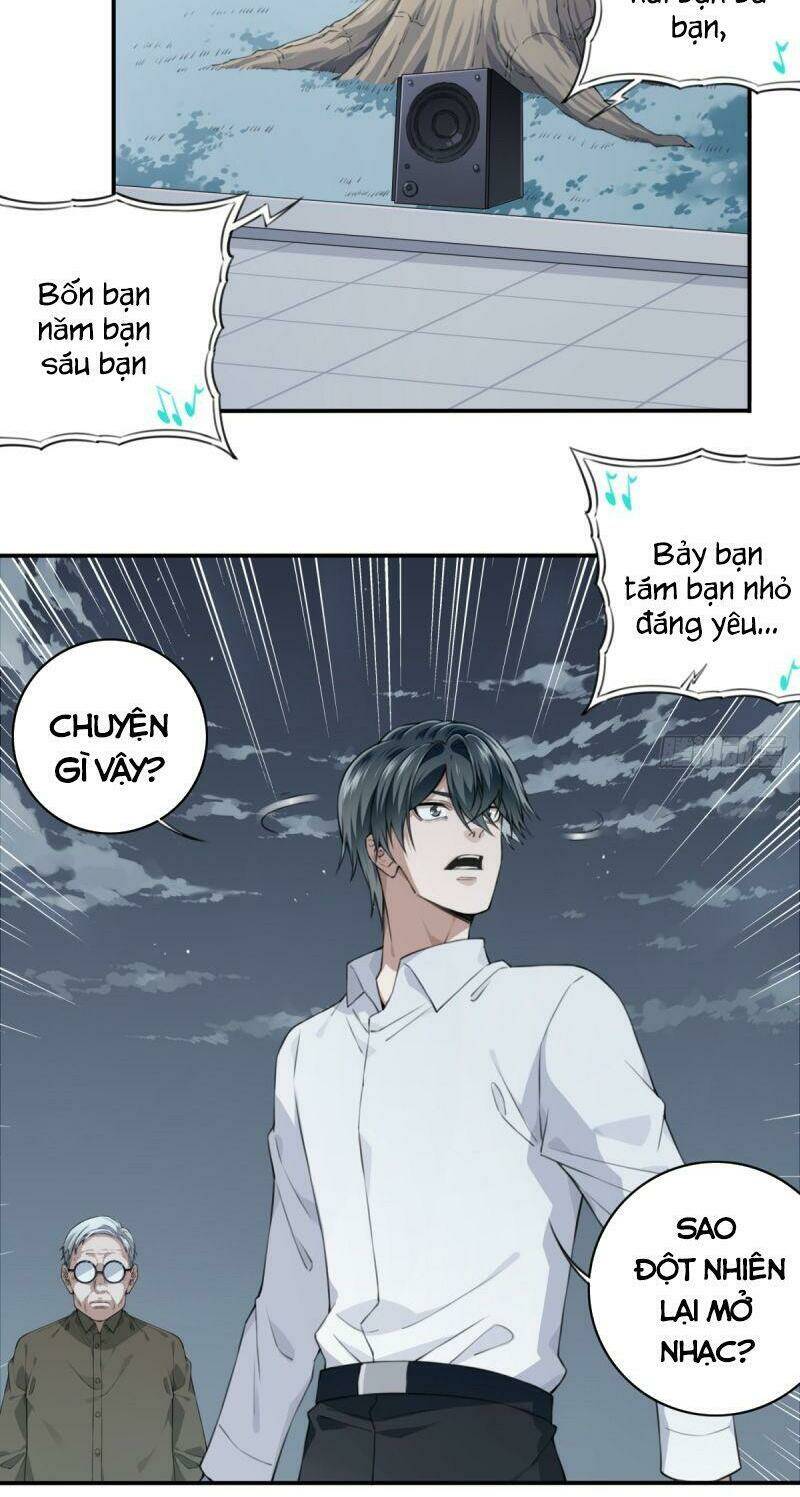 bạn,
Bốn bạn
năm bạn
sáu bạn
Bảy bạn
tám bạn nhỏ
đáng yêu...
CHUYỆN
GÌ VẬY?
SAO
ĐỘT NHIÊN
LẠI MỞ
NHẠC?